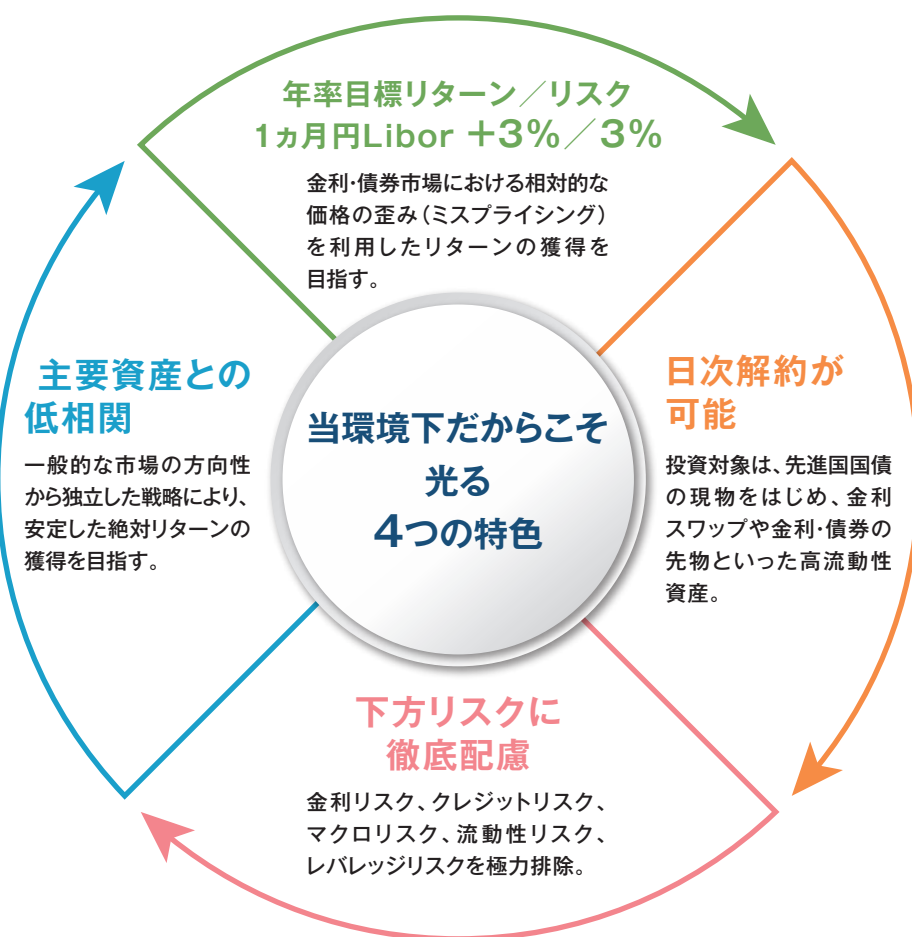 年率目標リターン／リスク
1ヵ月円Libor +3%／3%
金利・債券市場における相対的な
価格の歪み（ミスプライシング）
を利用したリターンの獲得を
目指す。
日次解約が
可能
投資対象は、先進国国債
の現物をはじめ、金利
スワップや金利・債券の
先物といった高流動性
資産。
下方リスクに
徹底配慮
金利リスク、クレジットリスク、
マクロリスク、流動性リスク、
レバレッジリスクを極力排除。
主要資産との
低相関
一般的な市場の方向性
から独立した戦略により、
安定した絶対リターンの
獲得を目指す。
当環境下だからこそ
光る
4つの特色